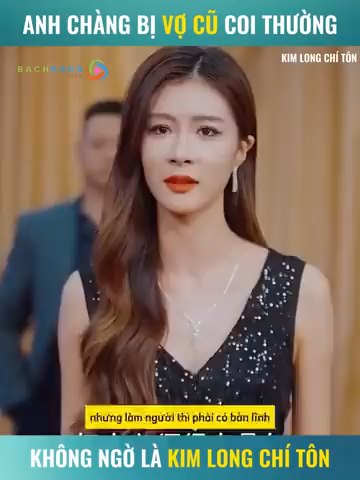 ANH CHÀNG BỊ VỢ CŨ COI THƯỜNG
KIM LONG CHÍ TÔN
nhưng làm người thì phải có bản lĩnh
KHÔNG NGỜ LÀ KIM LONG CHÍ TÔN